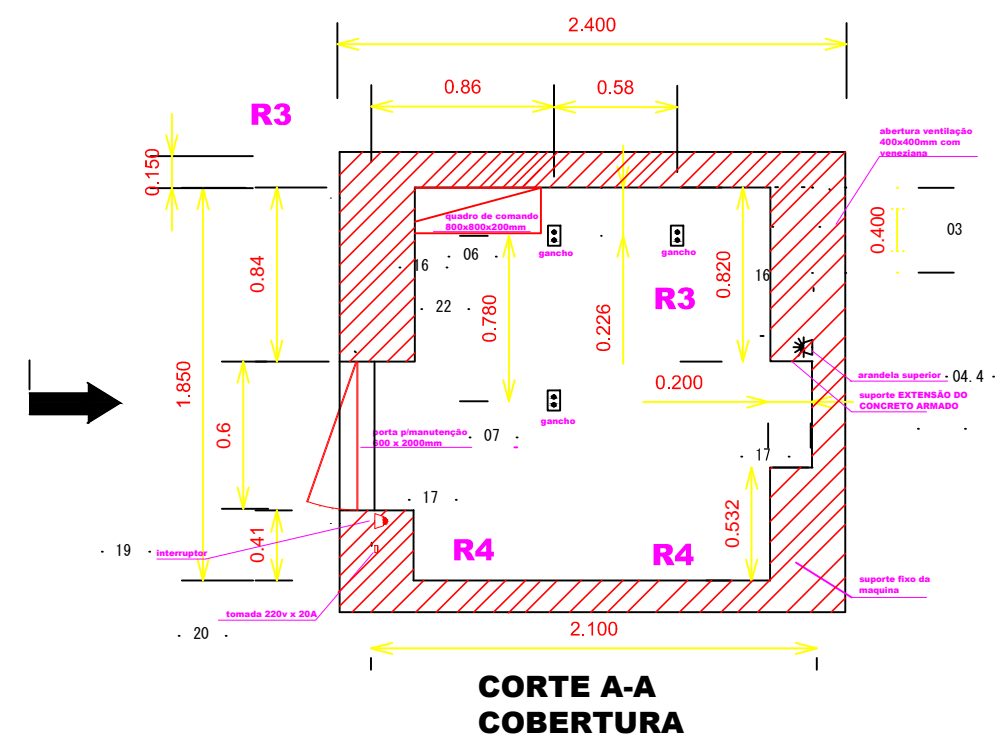 2.400
0.86
0.58
R3
abertura ventilação
400x400mm com
veneziana
0.150
quadro de comando
800x800x200mm
0.400
03
gancho
gancho
06
16
16
0.84
0.820
22
R3
0.780
0.226
1.850
arandela superior
04.4
0.200
suporte EXTENSÃO DO
CONCRETO ARMADO
gancho
0.6
porta p/manutenção
600 x 2000mm
07
17
17
0.532
0.41
19
interruptor
R4
R4
suporte fixo da
maquina
tomada 220v x 20A
20
2.100
CORTE A-A
COBERTURA